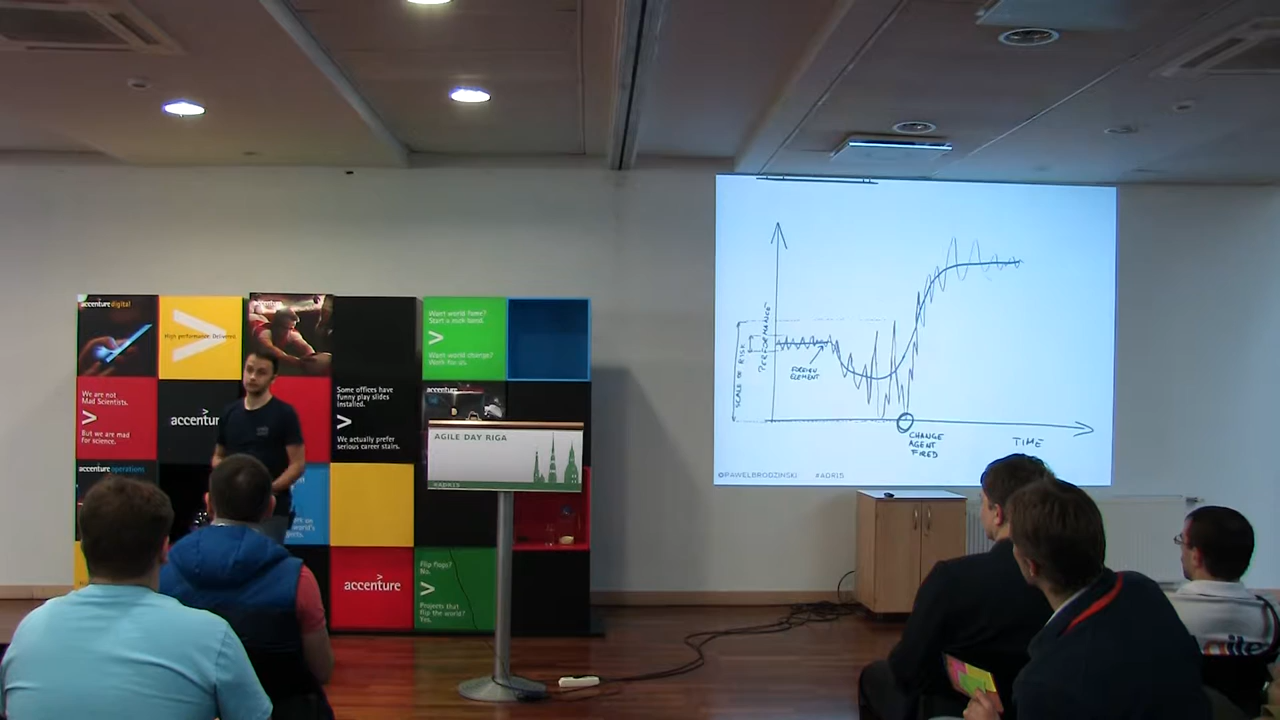 accenture digital
High performance. Delivered.
accenture
Want world fame?
Start a rock band.
Want world change?
Work for us.
We are not
Mad Scientists.
But we are mad
for science.
accentur
Some offices have
funny play slides
installed.
We actually prefer
serious career stairs.
accenture
accenture operations
AGILE DAY RIGA
#ADR15
accenture
Flip flags?
No.
Projects that
flip the world?
Yes.
PERFORMANCE
SCALE OF RISK
FOREIGN
ELEMENT
CHANGE
AGENT
FIRED
TIME
@PAWELBRODZINSKI #ADR15